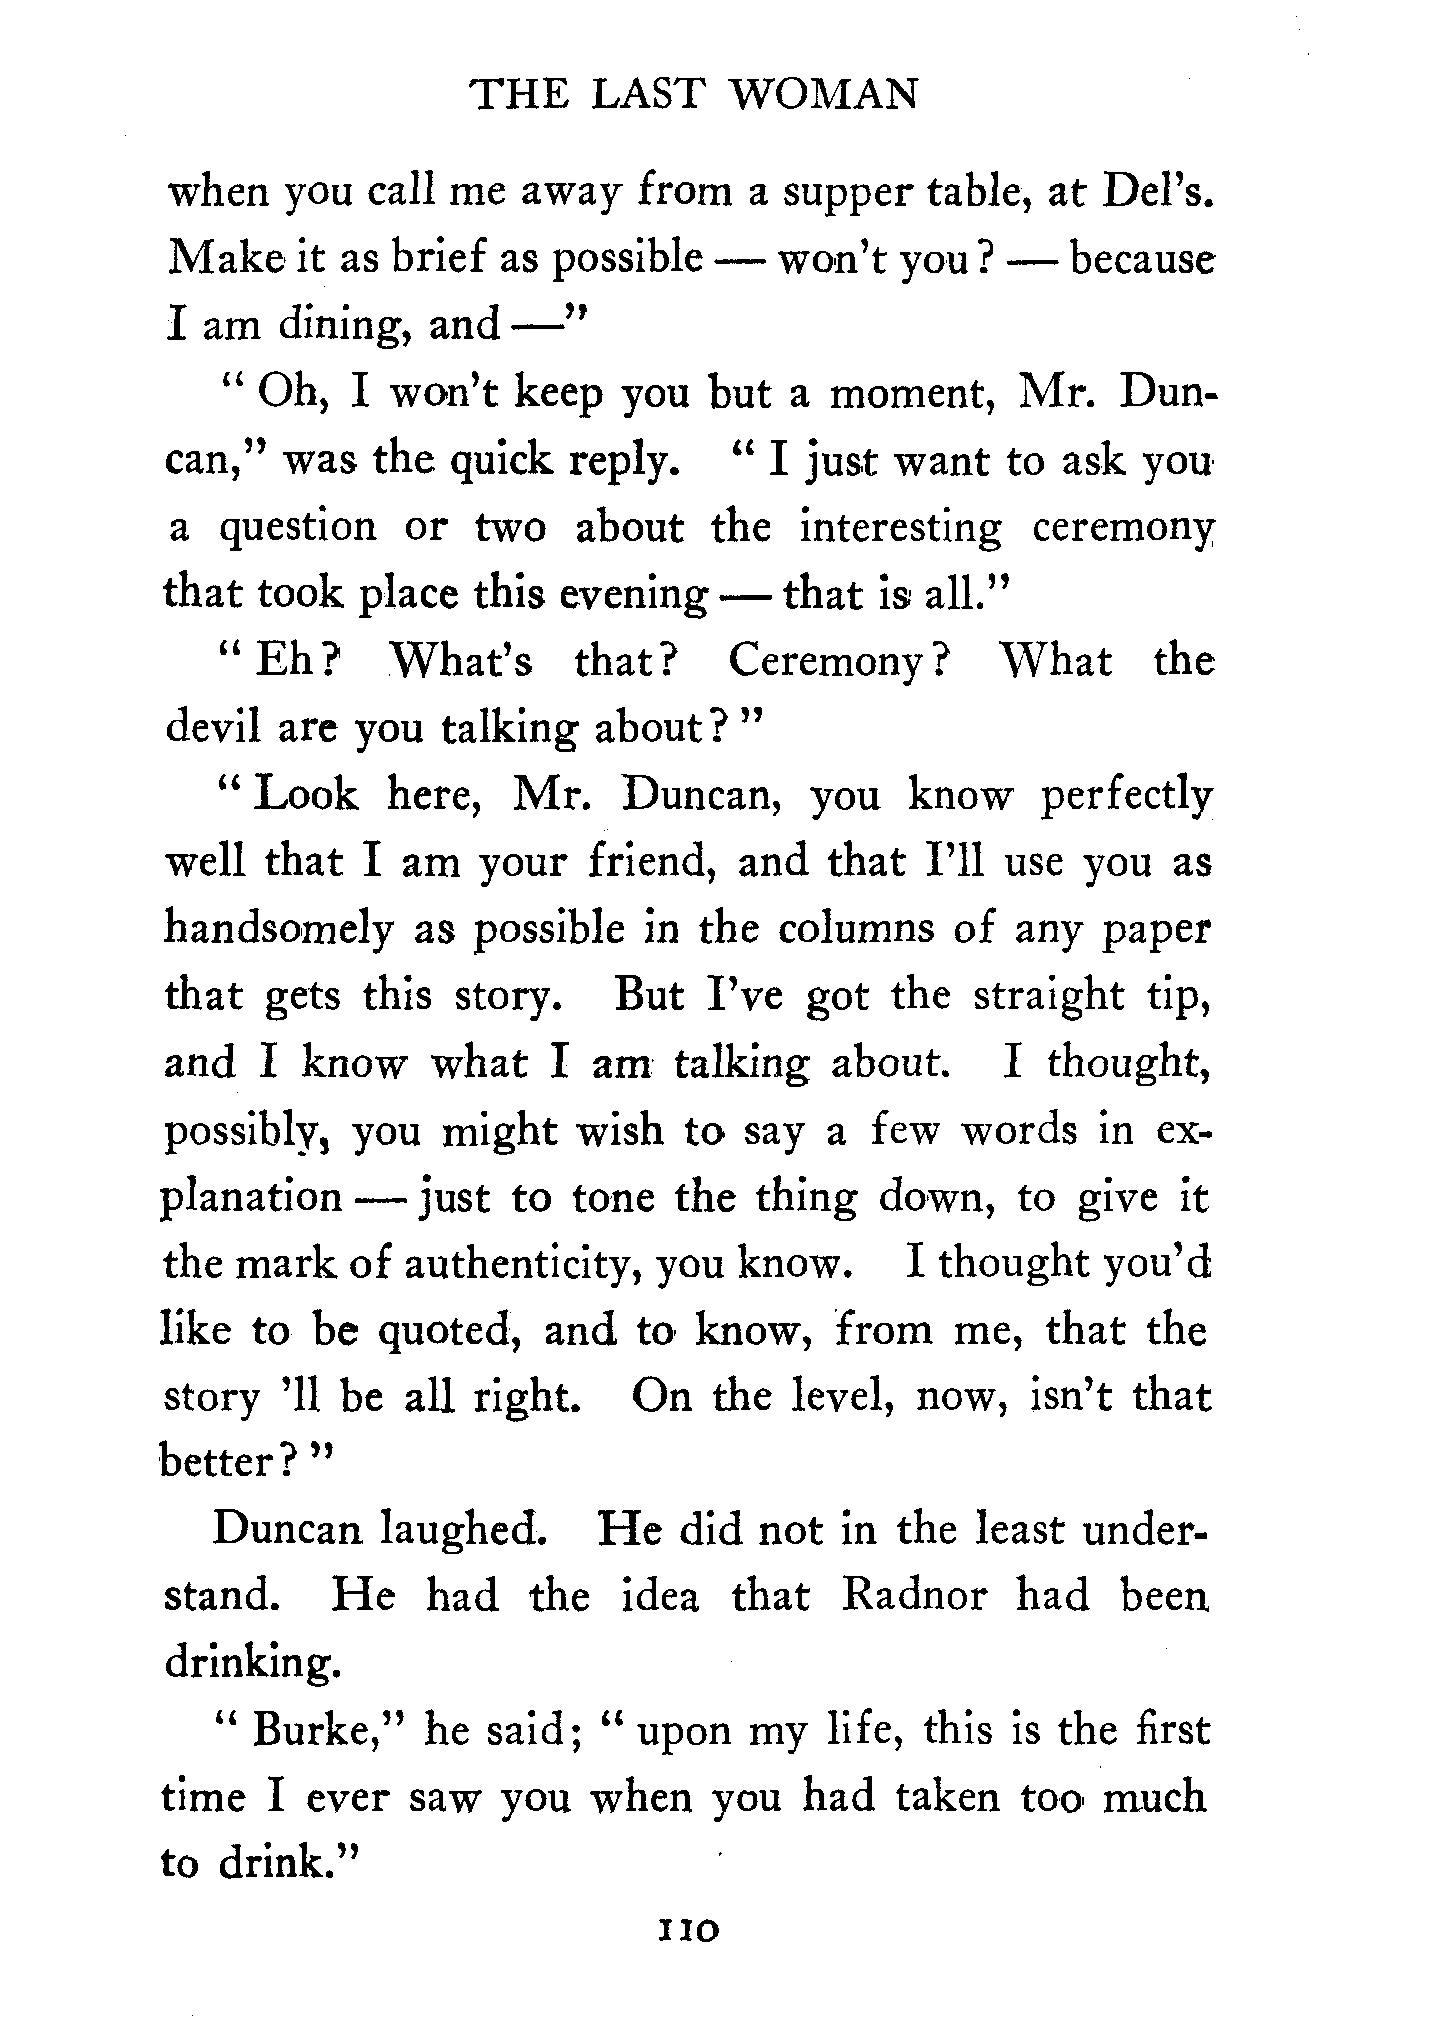 THE LAST WOMAN
when you call me away from a supper table, at Del's.
Make it as brief as possible — won't you? — because
I am dining, and —"
"Oh, I won't keep you but a moment, Mr. Dun-
can," was the quick reply. "I just want to ask you
a question or two about the interesting ceremony
that took place this evening — that is all."
"Eh? What's that? Ceremony? What the
devil are you talking about?"
"Look here, Mr. Duncan, you know perfectly
well that I am your friend, and that I'll use you as
handsomely as possible in the columns of any paper
that gets this story. But I've got the straight tip,
and I know what I am talking about. I thought,
possibly, you might wish to say a few words in ex-
planation — just to tone the thing down, to give it
the mark of authenticity, you know. I thought you'd
like to be quoted, and to know, from me, that the
story 'll be all right. On the level, now, isn't that
better?"
Duncan laughed. He did not in the least under-
stand. He had the idea that Radnor had been
drinking.
"Burke," he said; "upon my life, this is the first
time I ever saw you when you had taken too much
to drink."
110